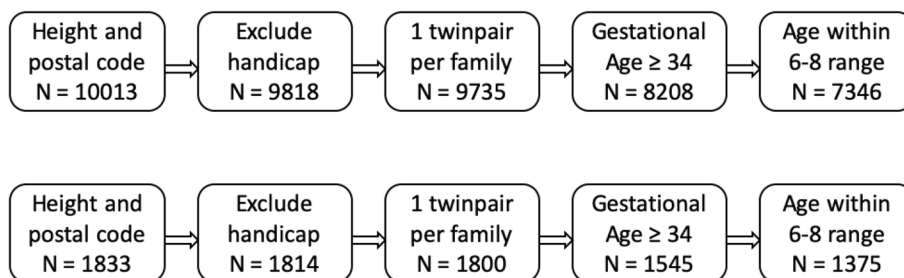 Height and
postal code
N = 10013
Exclude
handicap
N = 9818
1 twinpair
per family
N = 9735
Gestational
Age ≥ 34
N = 8208
Age within
6-8 range
N = 7346
Height and
postal code
N = 1833
Exclude
handicap
N = 1814
1 twinpair
per family
N = 1800
Gestational
Age ≥ 34
N = 1545
Age within
6-8 range
N = 1375